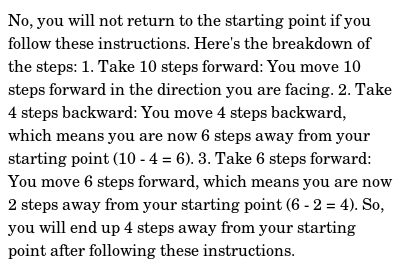 No, you will not return to the starting point if you
follow these instructions. Here's the breakdown of
the steps: 1. Take 10 steps forward: You move 10
steps forward in the direction you are facing. 2. Take
4 steps backward: You move 4 steps backward,
which means you are now 6 steps away from your
starting point (10 - 4 = 6). 3. Take 6 steps forward:
You move 6 steps forward, which means you are now
2 steps away from your starting point (6 - 2 = 4). So,
you will end up 4 steps away from your starting
point after following these instructions.